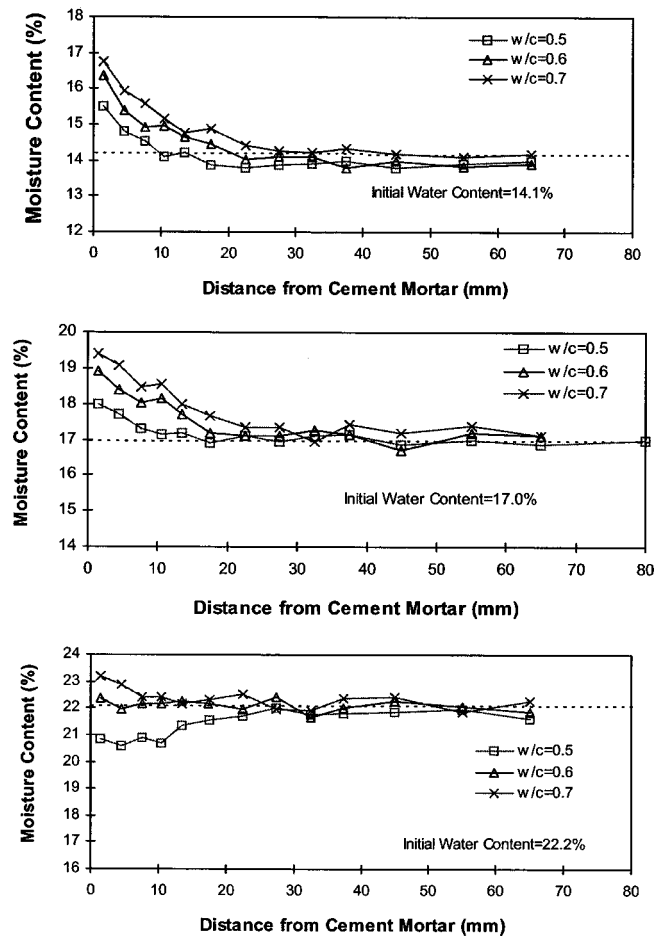 18
17
16
15
14
13
12
Moisture Content (%)
w/c=0.5
w/c=0.6
w/c=0.7
Initial Water Content=14.1%
0 10 20 30 40 50 60 70 80
Distance from Cement Mortar (mm)
20
19
18
17
16
15
14
Moisture Content (%)
w/c=0.5
w/c=0.6
w/c=0.7
Initial Water Content=17.0%
0 10 20 30 40 50 60 70 80
Distance from Cement Mortar (mm)
24
23
22
21
20
19
18
17
16
Moisture Content (%)
w/c=0.5
w/c=0.6
w/c=0.7
Initial Water Content=22.2%
0 10 20 30 40 50 60 70 80
Distance from Cement Mortar (mm)